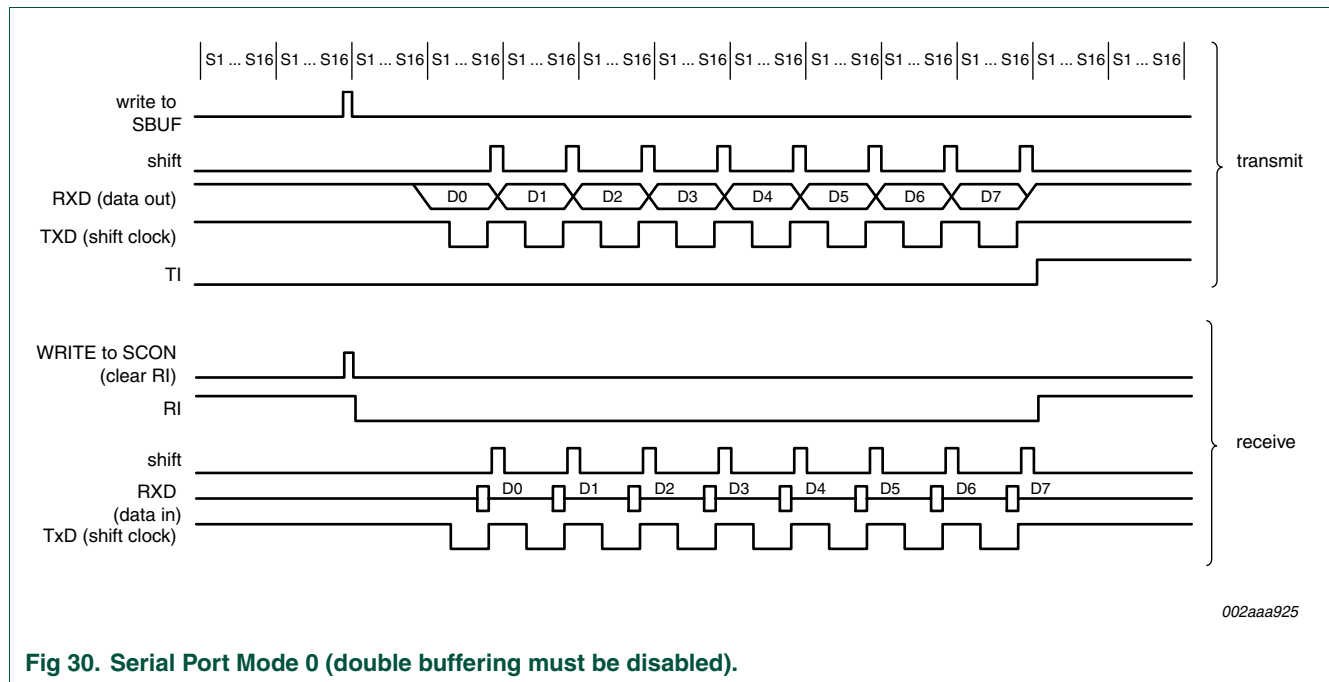 S1 ... S16 S1 ... S16 S1 ... S16 S1 ... S16 S1 ... S16 S1 ... S16 S1 ... S16 S1 ... S16 S1 ... S16 S1 ... S16 S1 ... S16 S1 ... S16 S1 ... S16
write to
SBUF
shift
transmit
RXD (data out)
D0 D1 D2 D3 D4 D5 D6 D7
TXD (shift clock)
TI
WRITE to SCON
(clear RI)
RI
receive
shift
RXD
D0 D1 D2 D3 D4 D5 D6 D7
(data in)
TxD (shift clock)
002aaa925
Fig 30. Serial Port Mode 0 (double buffering must be disabled).